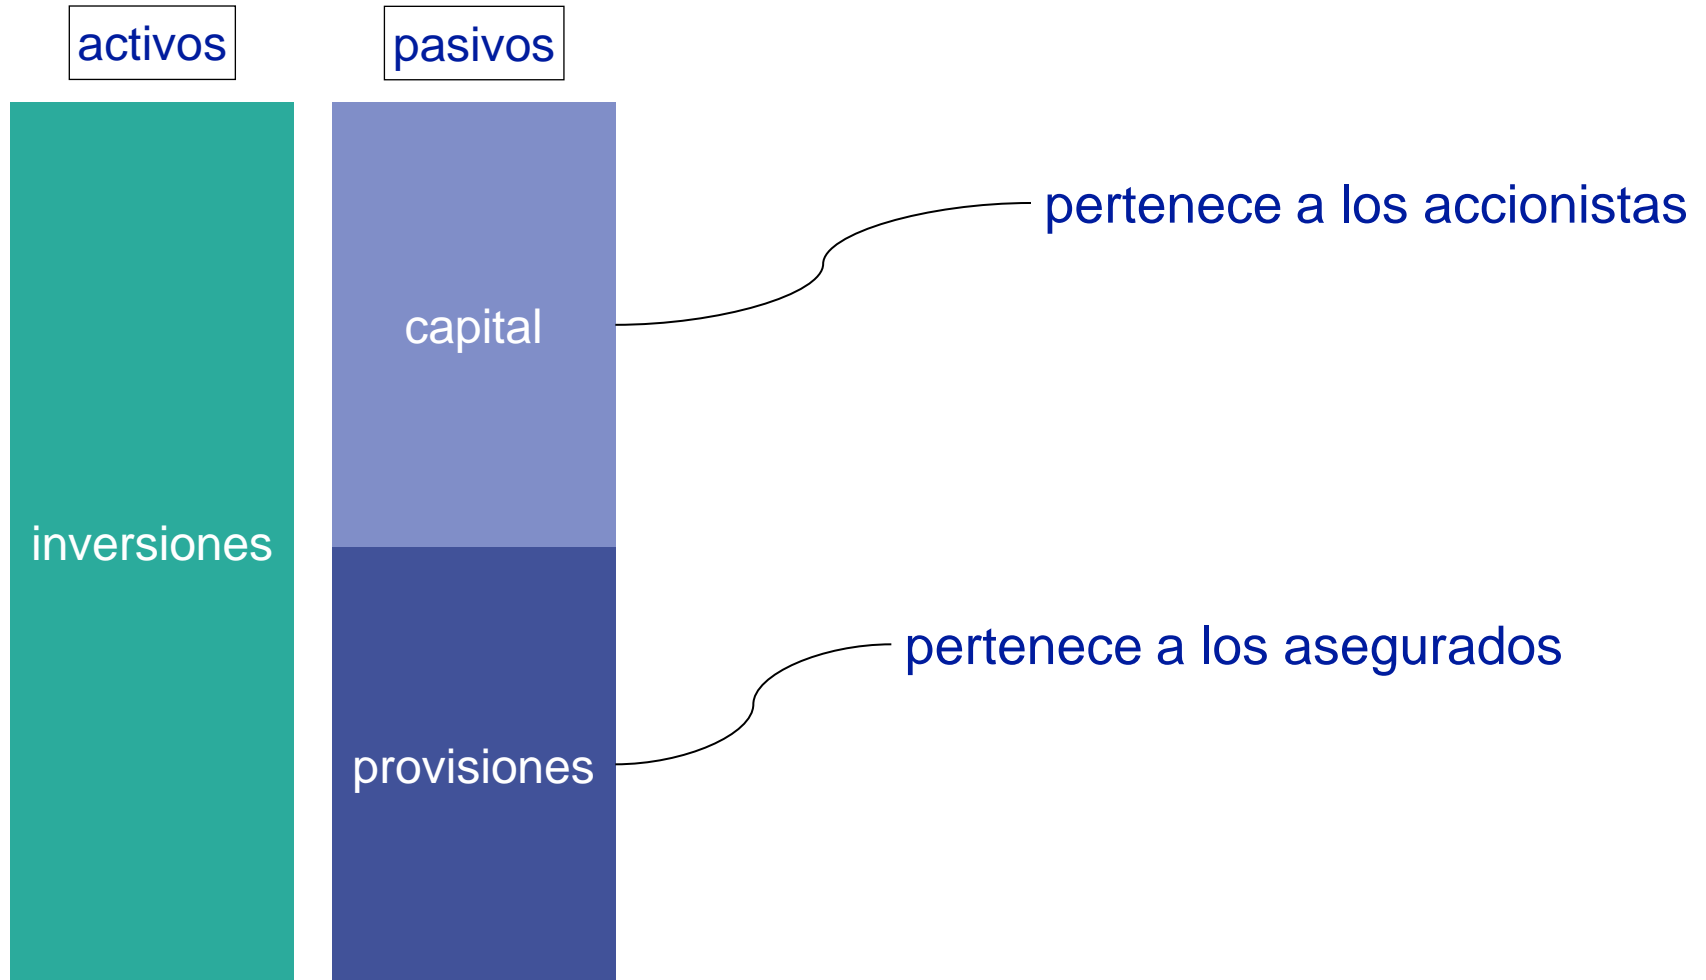 activos
pasivos
pertenece a los accionistas
capital
inversiones
pertenece a los asegurados
provisiones